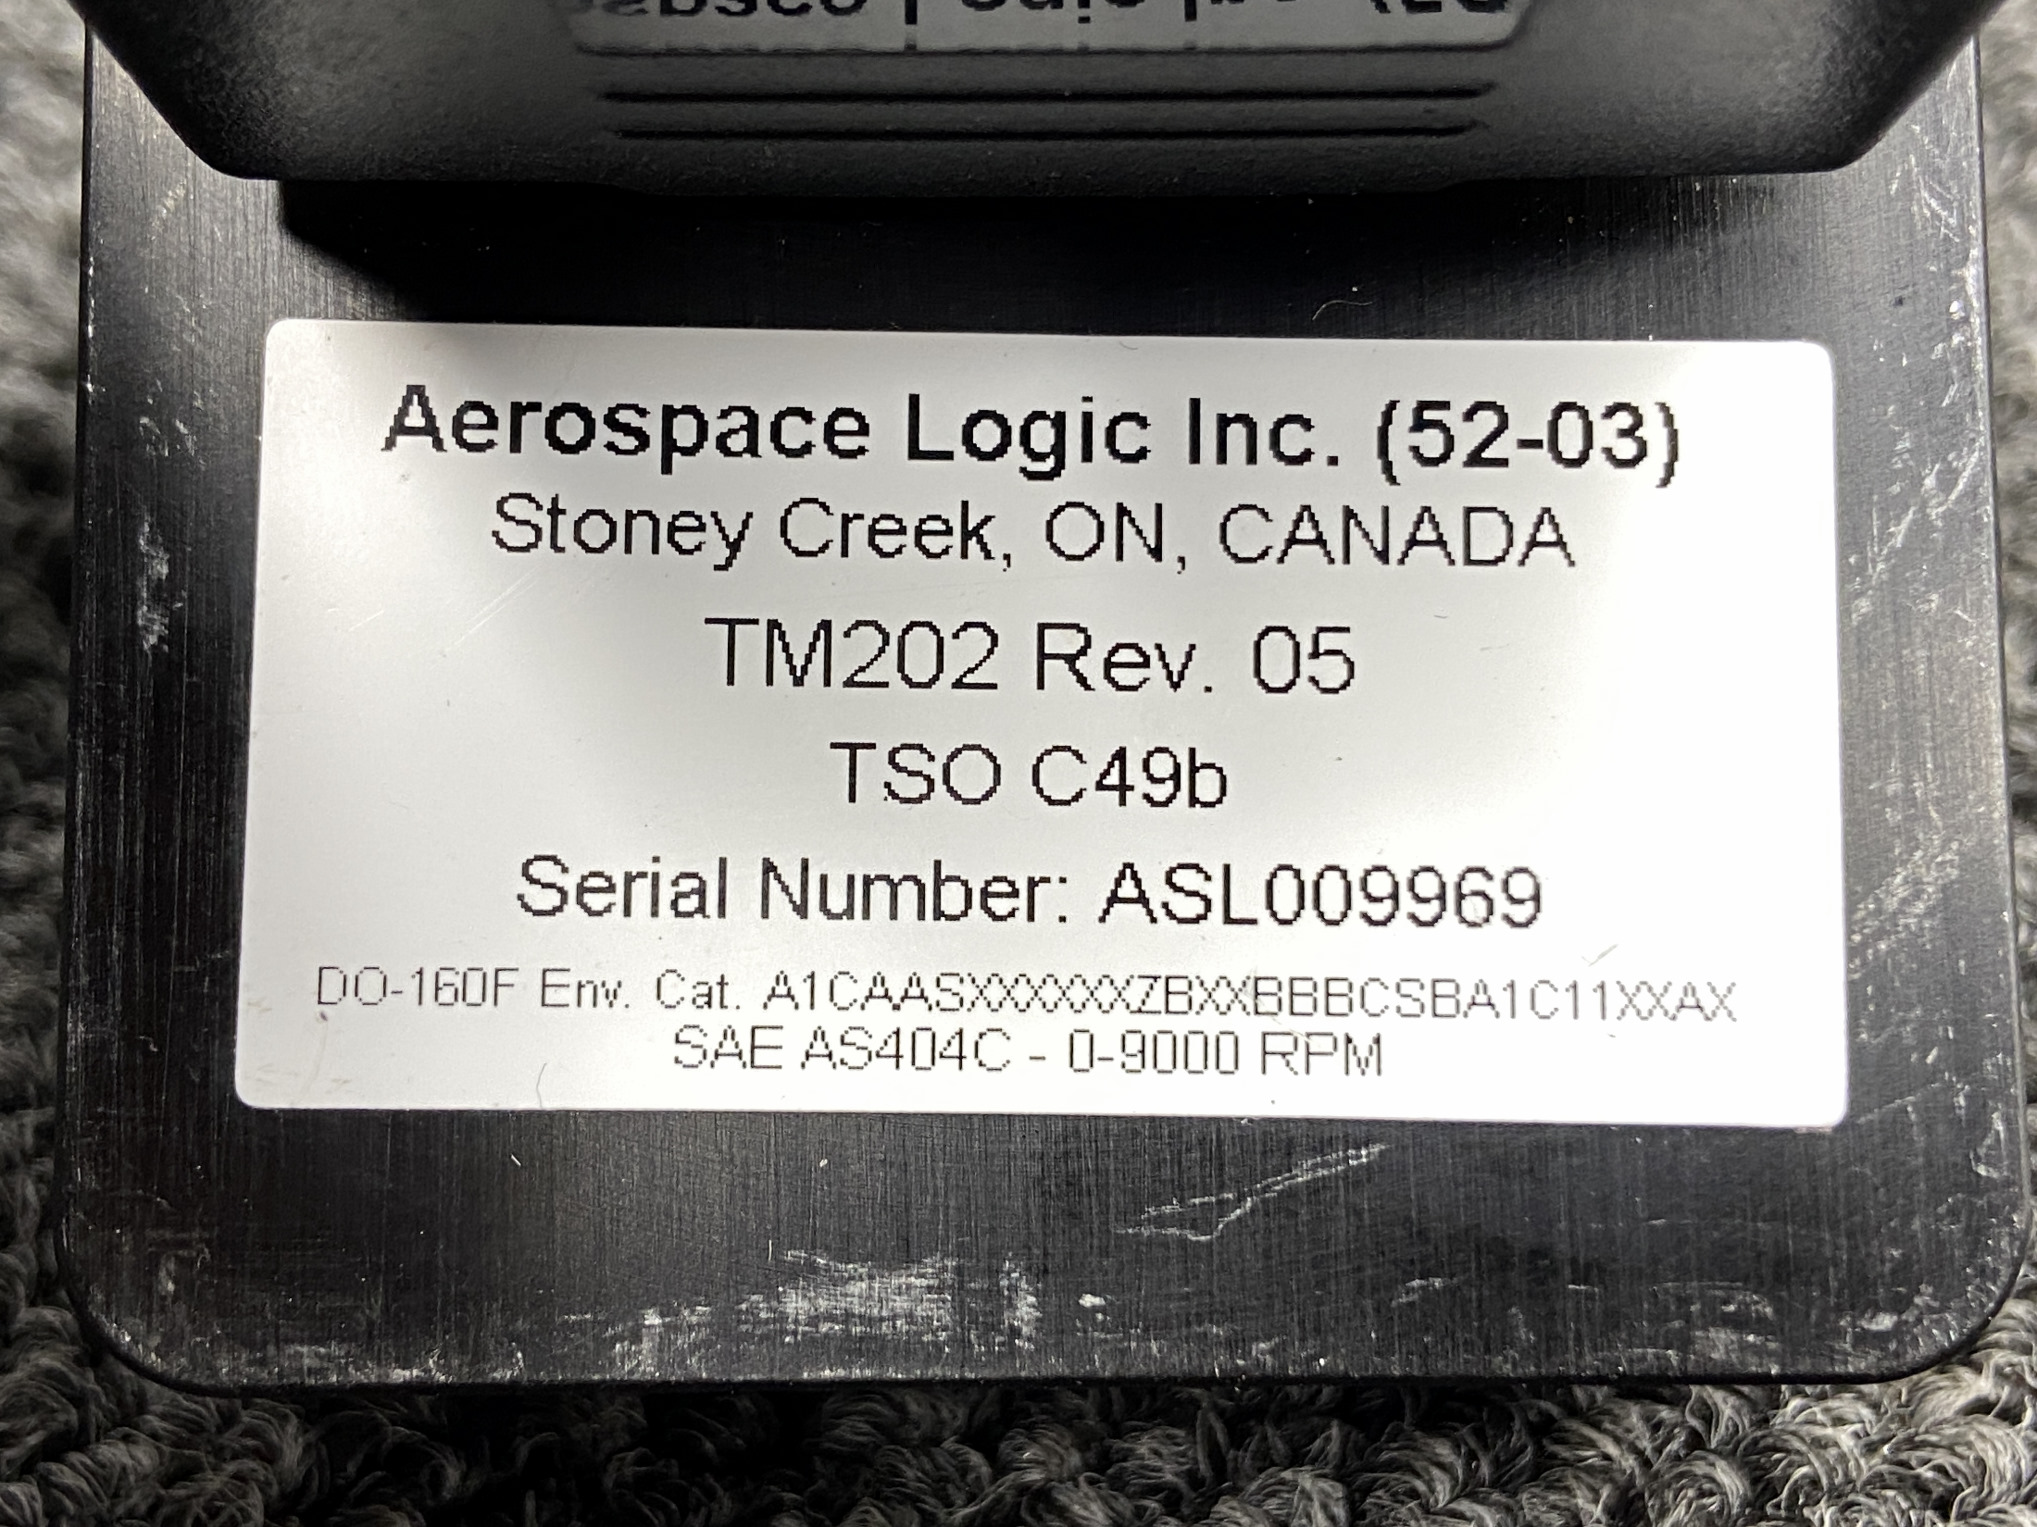 Aerospace Logic Inc. (52-03)
Stoney Creek, ON, CANADA
TM202 Rev. 05
TSO C49b
Serial Number: ASL009969
DO-160F Env. Cat. A1CAASXXXXXXZBXXBBBCSBA1C11XXAX
SAE AS404C - 0-9000 RPM